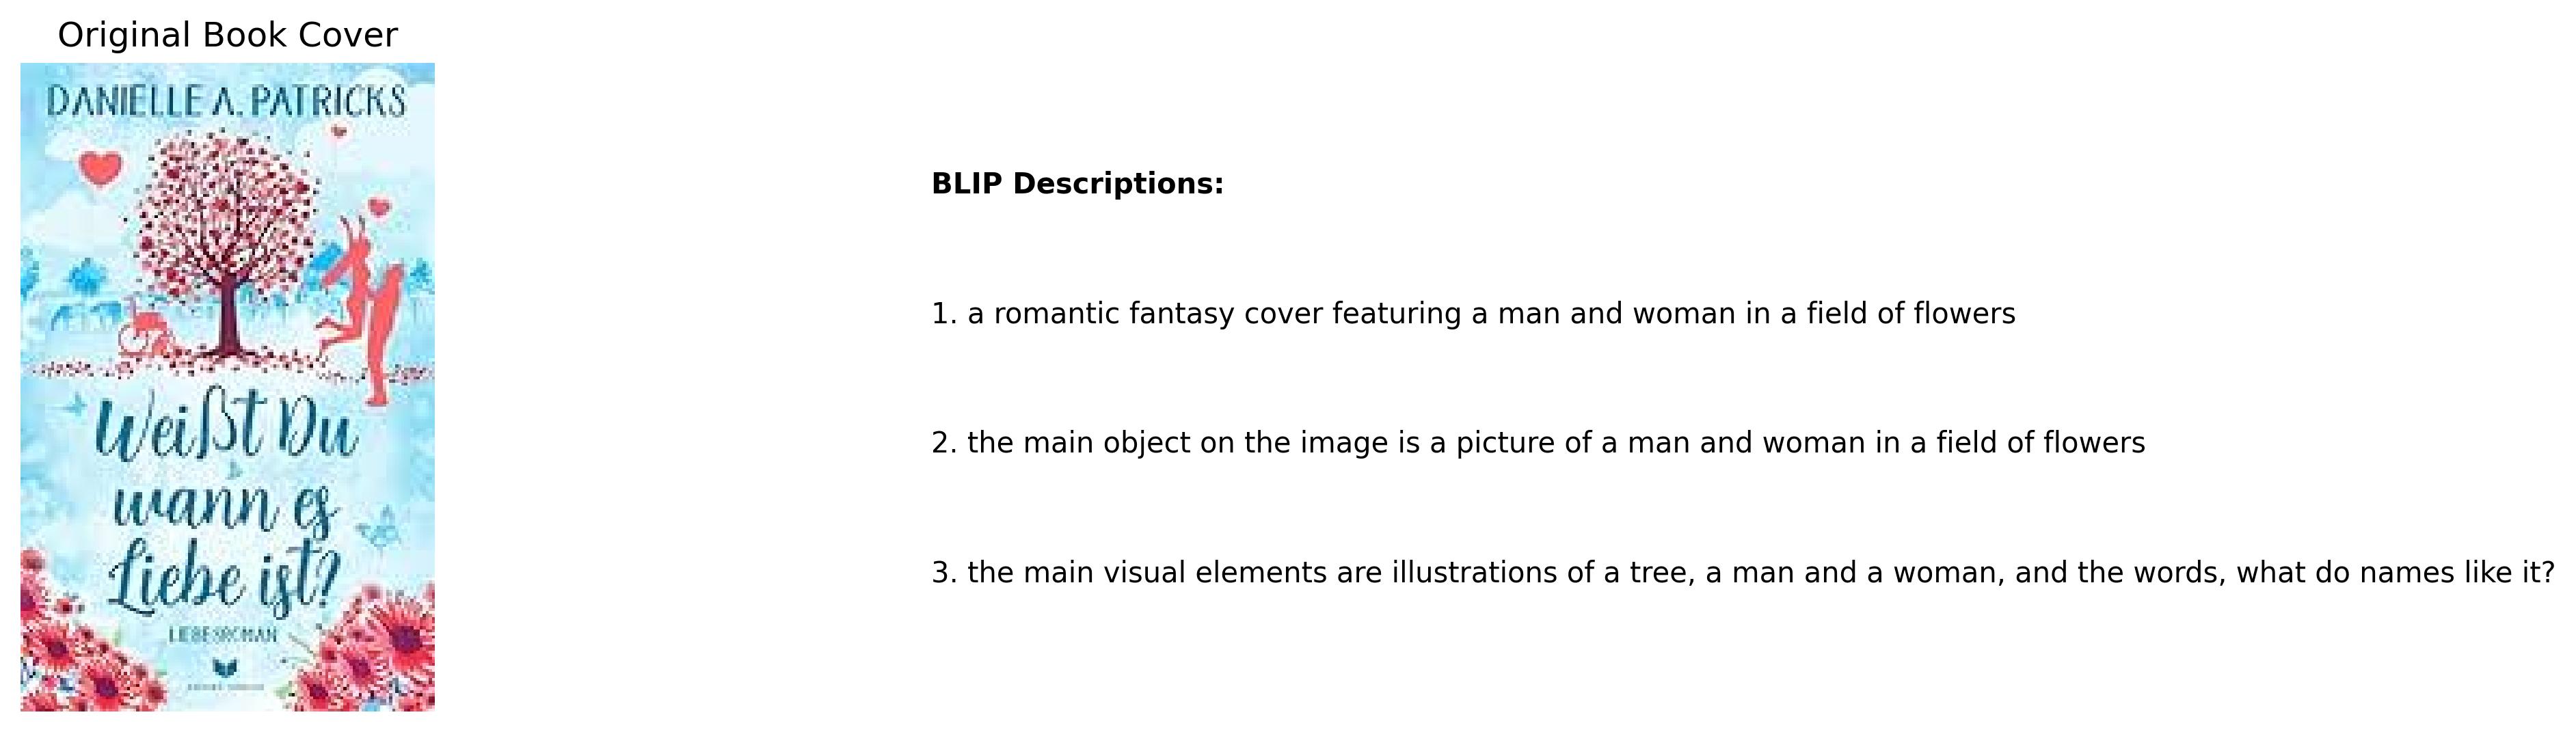 Original Book Cover
DANIELLE A. PATRICKS
Weißt Du
wann es
Liebe ist?
LIEBESROMAN
BLIP Descriptions:
1. a romantic fantasy cover featuring a man and woman in a field of flowers
2. the main object on the image is a picture of a man and woman in a field of flowers
3. the main visual elements are illustrations of a tree, a man and a woman, and the words, what do names like it?